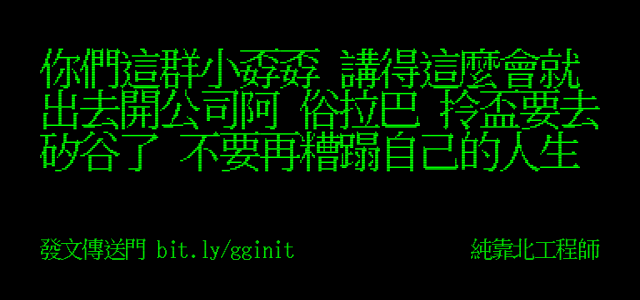 你們這群小孬孬 講得這麼會就
出去開公司阿 俗拉巴 拎盃要去
矽谷了 不要再糟蹋自己的人生
發文傳送門 bit.ly/gginit
純靠北工程師